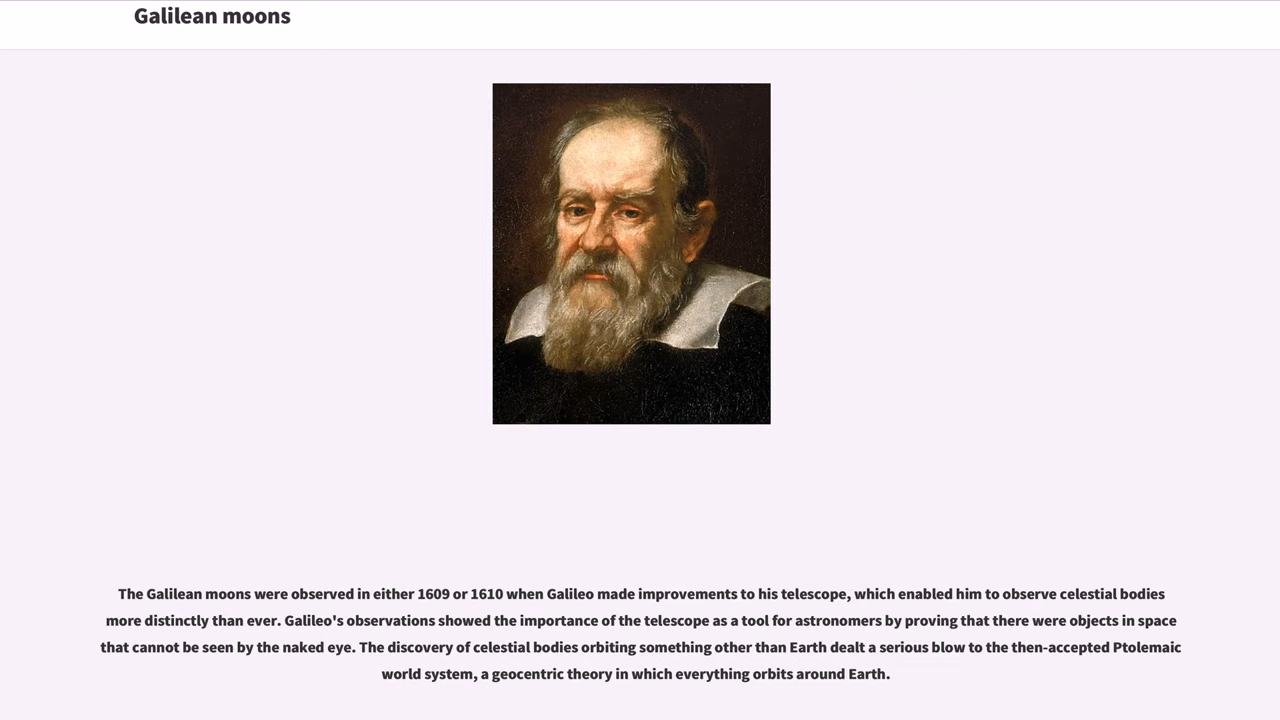 Galilean moons
The Galilean moons were observed in either 1609 or 1610 when Galileo made improvements to his telescope, which enabled him to observe celestial bodies
more distinctly than ever. Galileo's observations showed the importance of the telescope as a tool for astronomers by proving that there were objects in space
that cannot be seen by the naked eye. The discovery of celestial bodies orbiting something other than Earth dealt a serious blow to the then-accepted Ptolemaic
world system, a geocentric theory in which everything orbits around Earth.